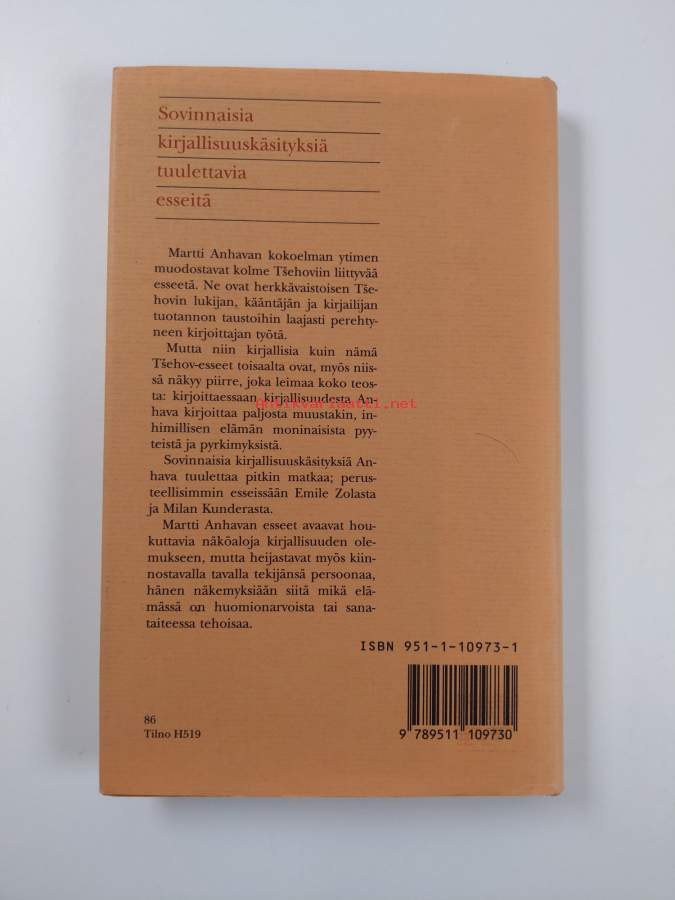 Sovinnaisia
kirjallisuuskäsityksiä
tuulettavia
esseitä
Martti Anhavan kokoelman ytimen
muodostavat kolme Tšehoviin liittyvää
esseetä. Ne ovat herkkävaistoisen Tše-
hovin lukijan, kääntäjän ja kirjailijan
tuotannon taustoihin laajasti perehty-
neen kirjoittajan työtä.
Mutta niin kirjallisia kuin nämä
Tšehov-esseet toisaalta ovat, myös niis-
sä näkyy piirre, joka leimaa koko teos-
ta: kirjoittaessaan kirjallisuudesta An-
hava kirjoittaa paljosta muustakin, in-
himillisen elämän moninaisista pyy-
teistä ja pyrkimyksistä.
Sovinnaisia kirjallisuuskäsityksiä An-
hava tuulettaa pitkin matkaa; perus-
teellisimmin esseissään Emile Zolasta
ja Milan Kunderasta.
Martti Anhavan esseet avaavat hou-
kuttavia näköaloja kirjallisuuden ole-
mukseen, mutta heijastavat myös kiin-
nostavalla tavalla tekijänsä persoonaa,
hänen näkemyksiään siitä mikä elä-
mässä on huomionarvoista tai sana-
taiteessa tehoisaa.
ISBN 951-1-10973-1
9 789511 109730
86
Tilno H519
antikvariaatti.net